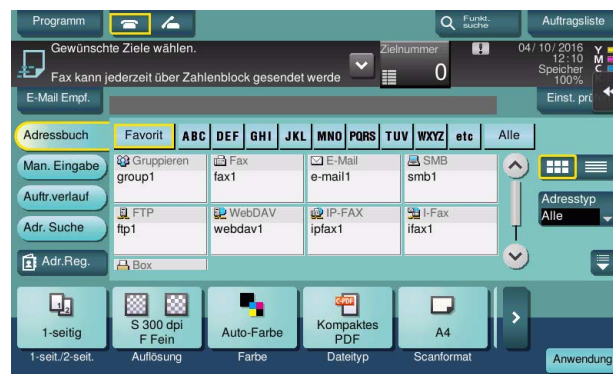 Programm
Funkt. suche
Auftragsliste
Gewünschte Ziele wählen.
Fax kann jederzeit über Zahlenblock gesendet werde
Zielnummer
0
04/10/2016
12:10
Speicher
100%
Y
M
C
E-Mail Empf.
Einst. prü
Adressbuch
Favorit ABC DEF GHI JKL MNO PQRS TUV WXYZ etc Alle
Man. Eingabe
Auftr.verlauf
Adr. Suche
Adr.Reg.
Gruppieren
group1
Fax
fax1
E-Mail
e-mail1
SMB
smb1
FTP
ftp1
WebDAV
webdav1
IP-FAX
ipfax1
I-Fax
ifax1
Box
Adresstyp
Alle
1-seitig
1-seit./2-seit.
S 300 dpi
F Fein
Auflösung
Auto-Farbe
Farbe
C-PDF
Kompaktes
PDF
Dateityp
A4
Scanformat
Anwendung